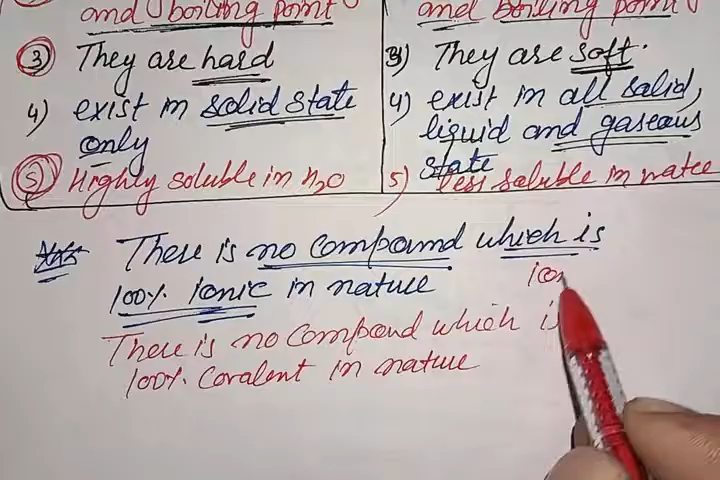 and boiling point
3) They are hard
4) exist in solid state
only
5) Highly soluble in H2O
and boiling point
3) They are soft.
4) exist in all solid,
liquid and gaseous
state
5) less soluble in water
There is no compound which is
100% ionic in nature
ion
There is no compound which is
100% Covalent in nature